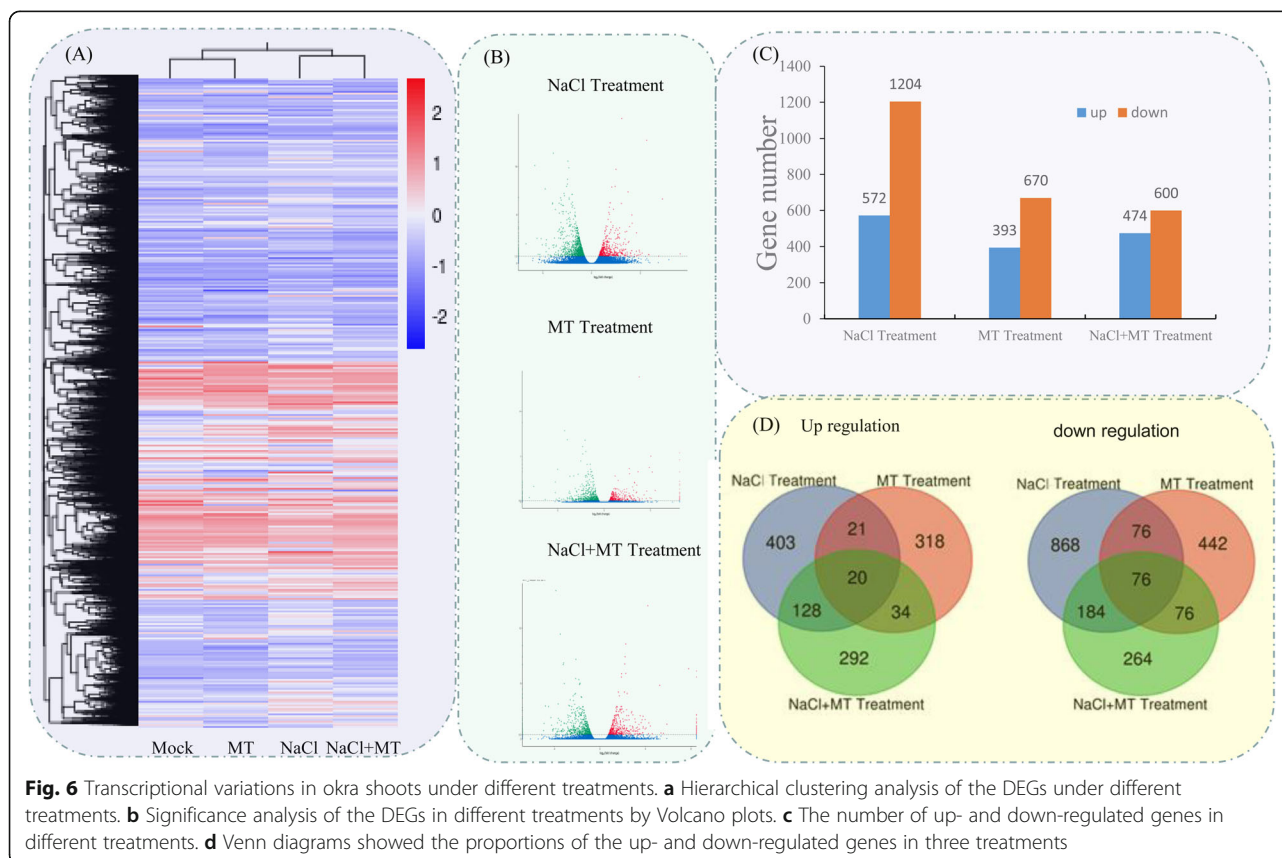 (A)
2
1
0
-1
-2
Mock MT NaCl NaCl+MT
(B)
NaCl Treatment
MT Treatment
NaCl+MT Treatment
(C)
Gene number
1400
1200
1000
800
600
400
200
0
up down
572 1204
393 670
474 600
NaCl Treatment MT Treatment NaCl+MT Treatment
(D)
Up regulation
NaCl Treatment MT Treatment
403 21 318
20
128 34
292
NaCl+MT Treatment
down regulation
NaCl Treatment MT Treatment
868 76 442
76
184 76
264
NaCl+MT Treatment
Fig. 6 Transcriptional variations in okra shoots under different treatments. a Hierarchical clustering analysis of the DEGs under different
treatments. b Significance analysis of the DEGs in different treatments by Volcano plots. c The number of up- and down-regulated genes in
different treatments. d Venn diagrams showed the proportions of the up- and down-regulated genes in three treatments